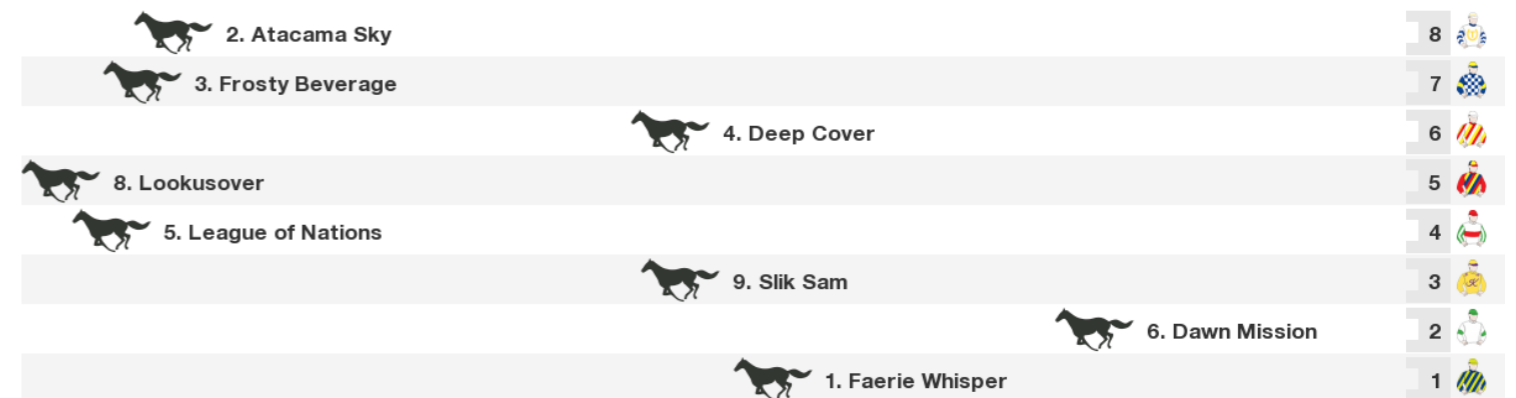 2. Atacama Sky 8
3. Frosty Beverage 7
4. Deep Cover 6
8. Lookusover 5
5. League of Nations 4
9. Slik Sam 3
6. Dawn Mission 2
1. Faerie Whisper 1